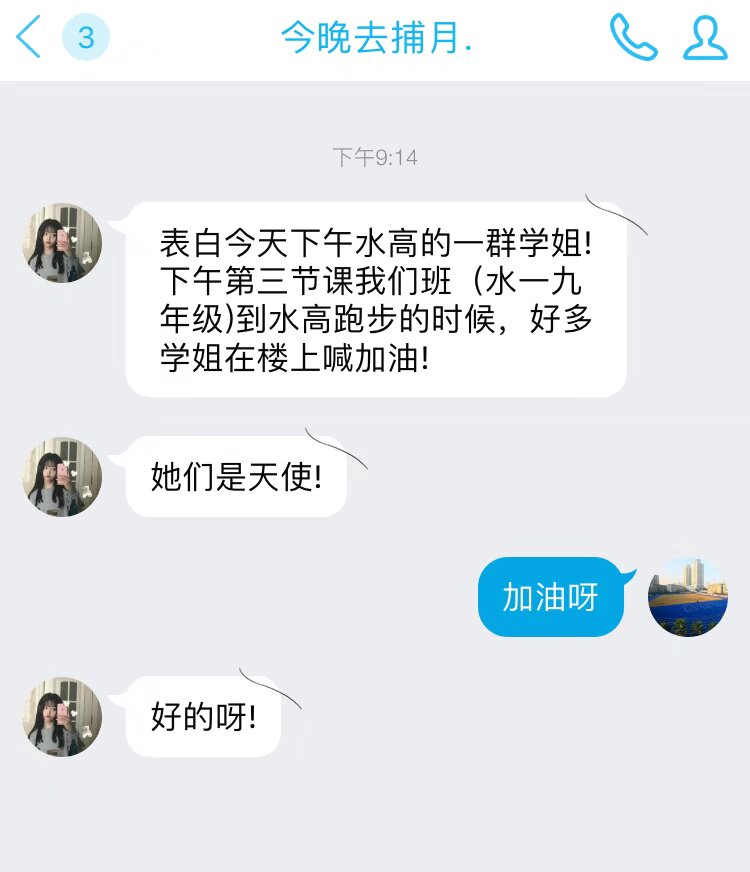 3
今晚去捕月.
下午9:14
表白今天下午水高的一群学姐!
下午第三节课我们班（水一九
年级)到水高跑步的时候，好多
学姐在楼上喊加油!
她们是天使!
加油呀
好的呀!